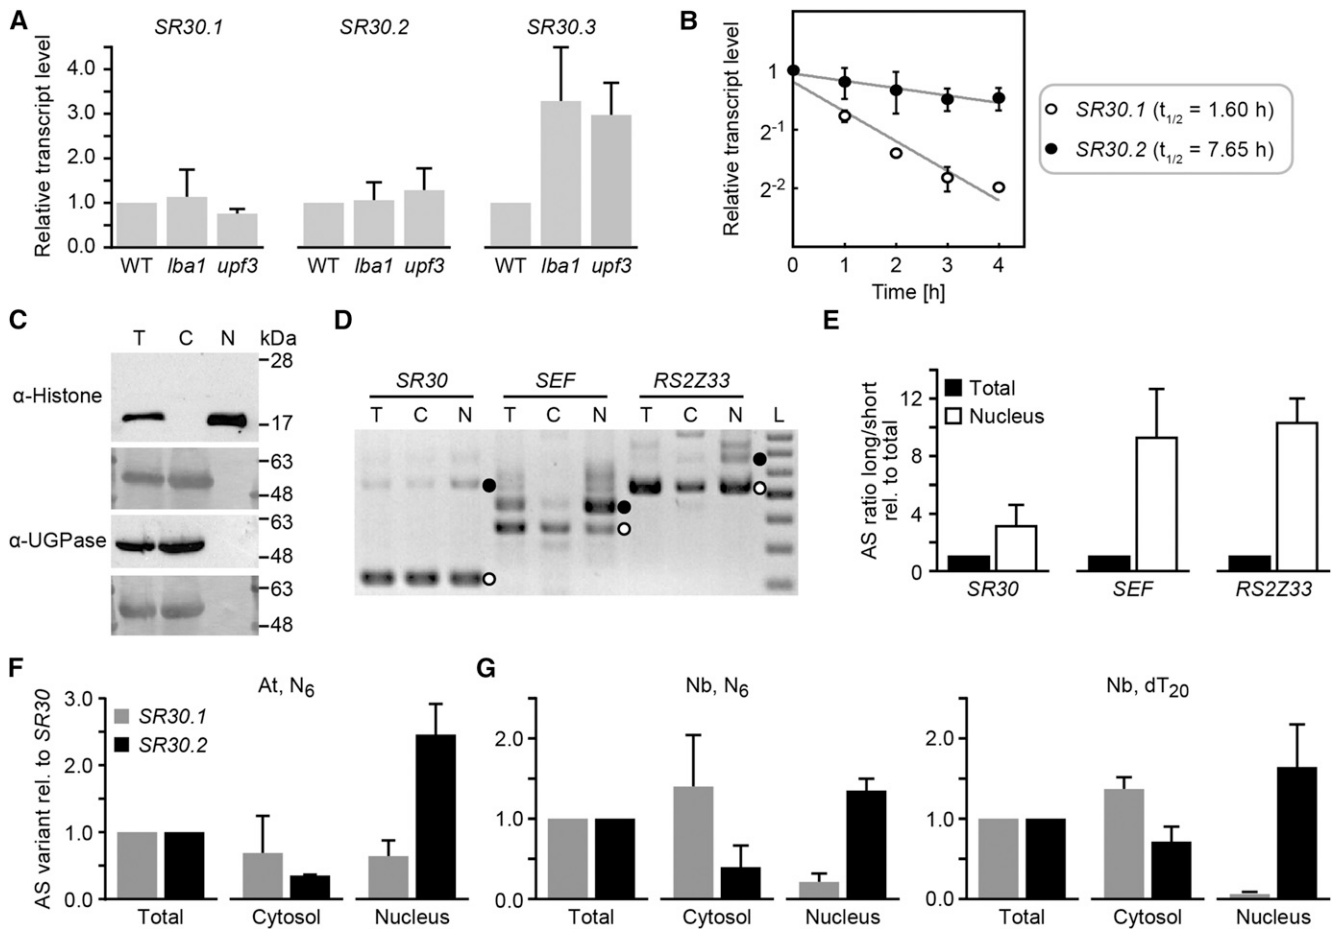 A
SR30.1 SR30.2 SR30.3
Relative transcript level
4.0
3.0
2.0
1.0
0.0
WT lba1 upf3 WT lba1 upf3 WT lba1 upf3
B
Relative transcript level
1
2-1
2-2
0 1 2 3 4
Time [h]
SR30.1 (t1/2 = 1.60 h)
SR30.2 (t1/2 = 7.65 h)
C
T C N kDa
α-Histone
28
17
63
48
α-UGPase
63
48
63
48
D
SR30 SEF RS2Z33
T C N T C N T C N L
E
AS ratio long/short
rel. to total
12
8
4
0
Total
Nucleus
SR30 SEF RS2Z33
F
At, N6
AS variant rel. to SR30
3.0
2.0
1.0
0.0
SR30.1
SR30.2
Total Cytosol Nucleus
G
Nb, N6
2.0
1.0
0.0
Total Cytosol Nucleus
Nb, dT20
2.0
1.0
0.0
Total Cytosol Nucleus